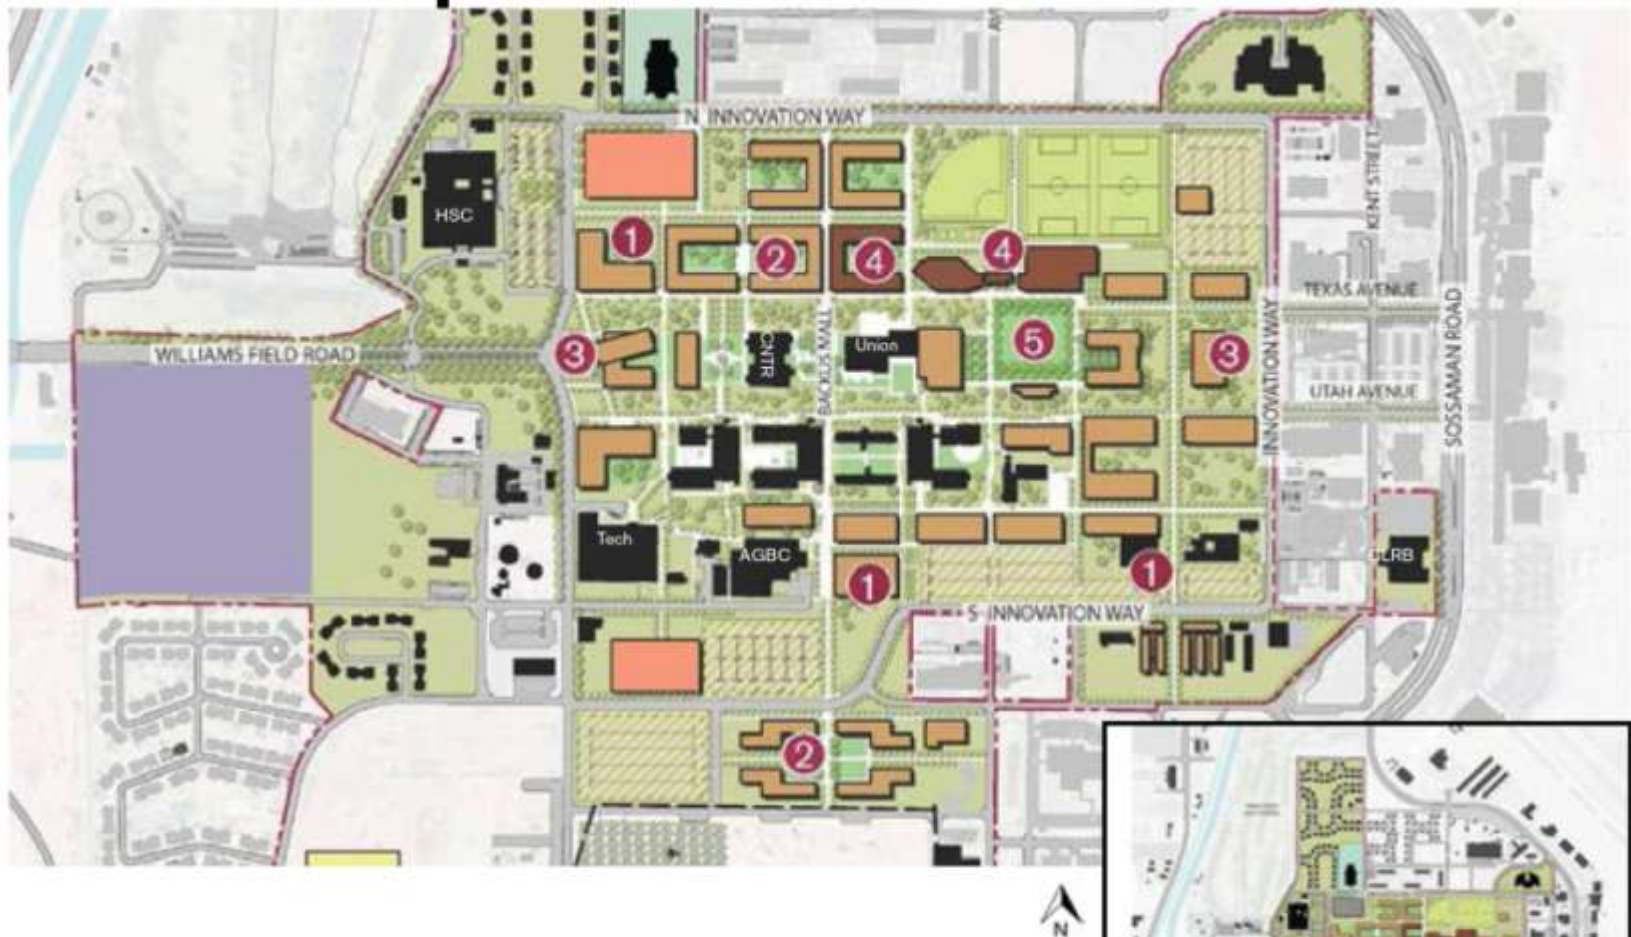 N INNOVATION WAY
HSC
KENT STREET
1
2
4
4
TEXAS AVENUE
WILLIAMS FIELD ROAD
3
CNTR
BACKUS MALL
Union
5
3
INNOVATION WAY
UTAH AVENUE
SOSSAMAN ROAD
Tech
AGBC
1
1
S INNOVATION WAY
2
N